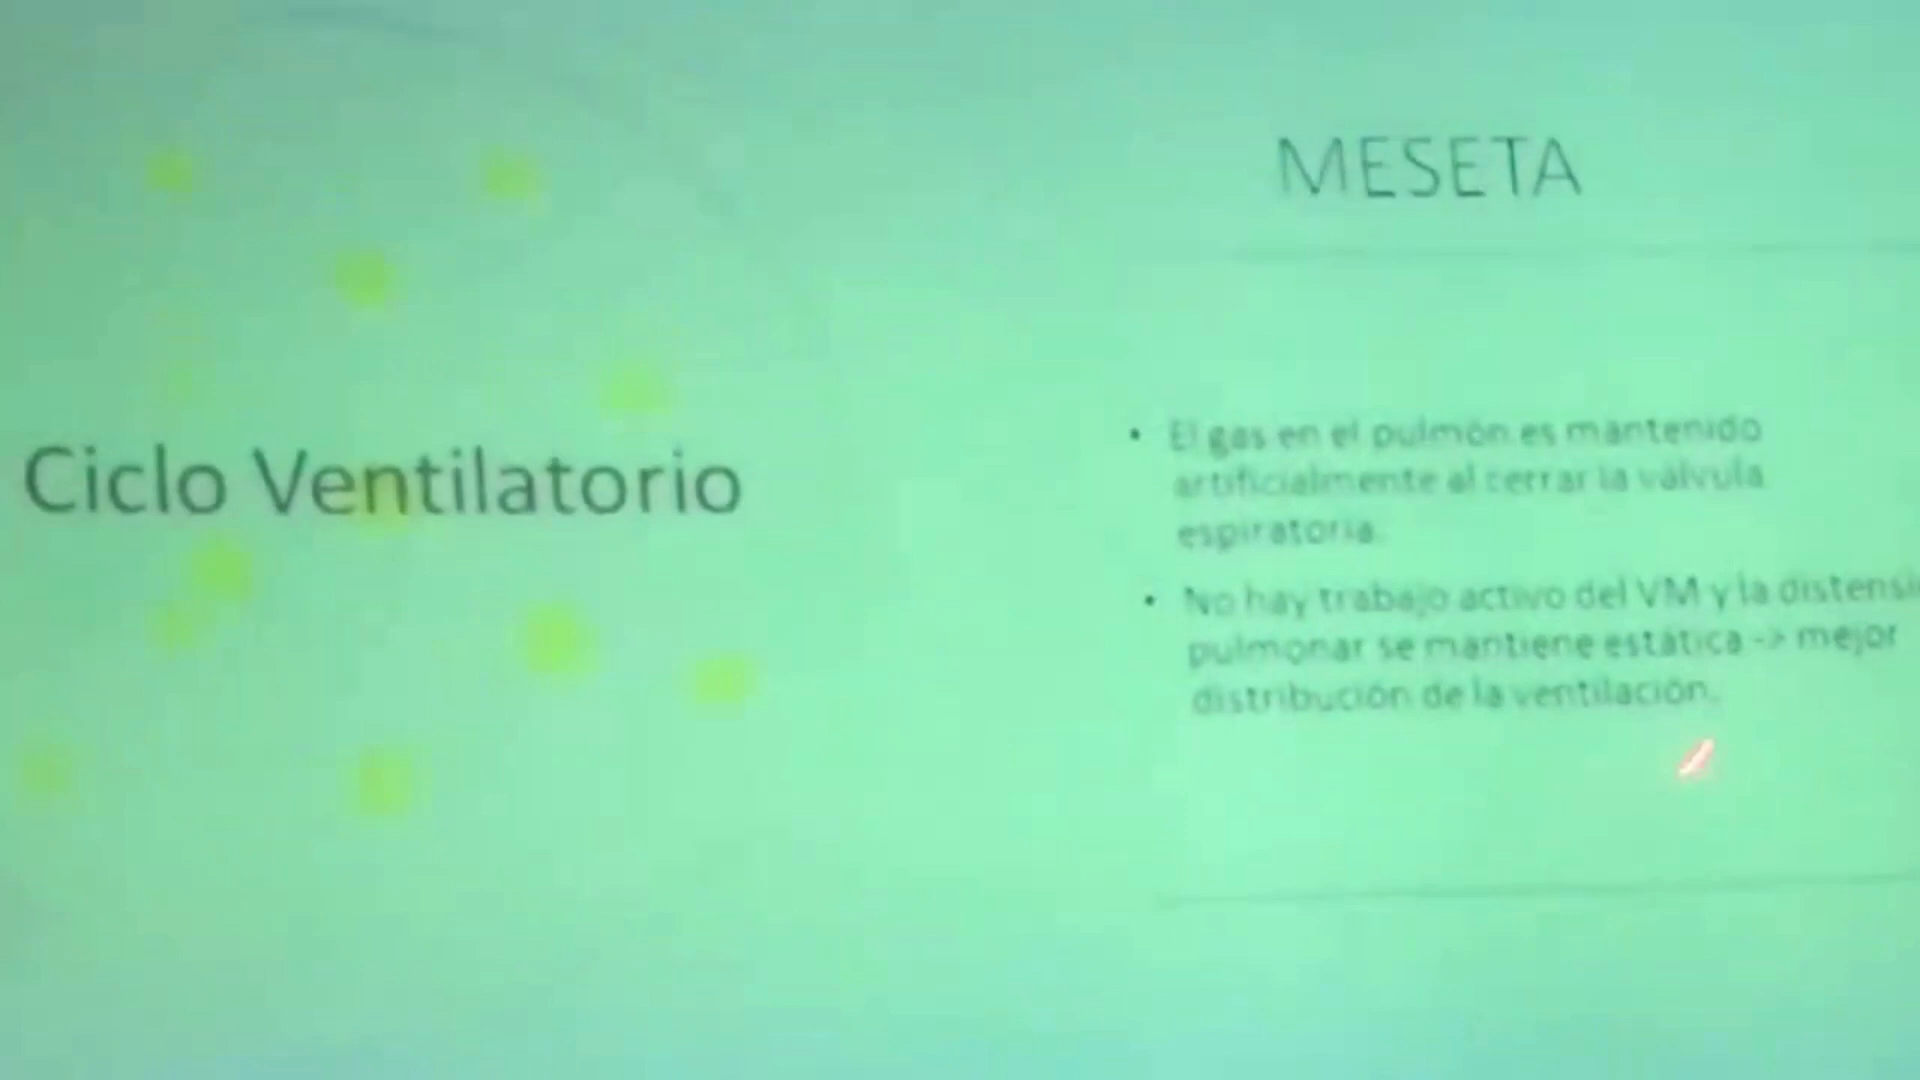 Ciclo Ventilatorio
MESETA
• El gas en el pulmón es mantenido
artificialmente al cerrar la válvula
espiratoria.
• No hay trabajo activo del VM y la distensi
pulmonar se mantiene estática -> mejor
distribución de la ventilación.